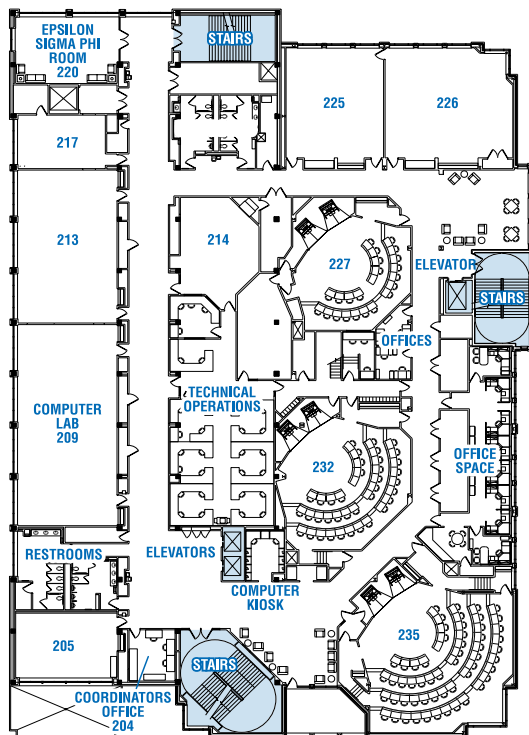 EPSILON
SIGMA PHI
ROOM
220
STAIRS
225
226
217
213
214
227
ELEVATOR
STAIRS
OFFICES
TECHNICAL
OPERATIONS
COMPUTER
LAB
209
232
OFFICE
SPACE
RESTROOMS
ELEVATORS
COMPUTER
KIOSK
205
STAIRS
235
COORDINATORS
OFFICE
204